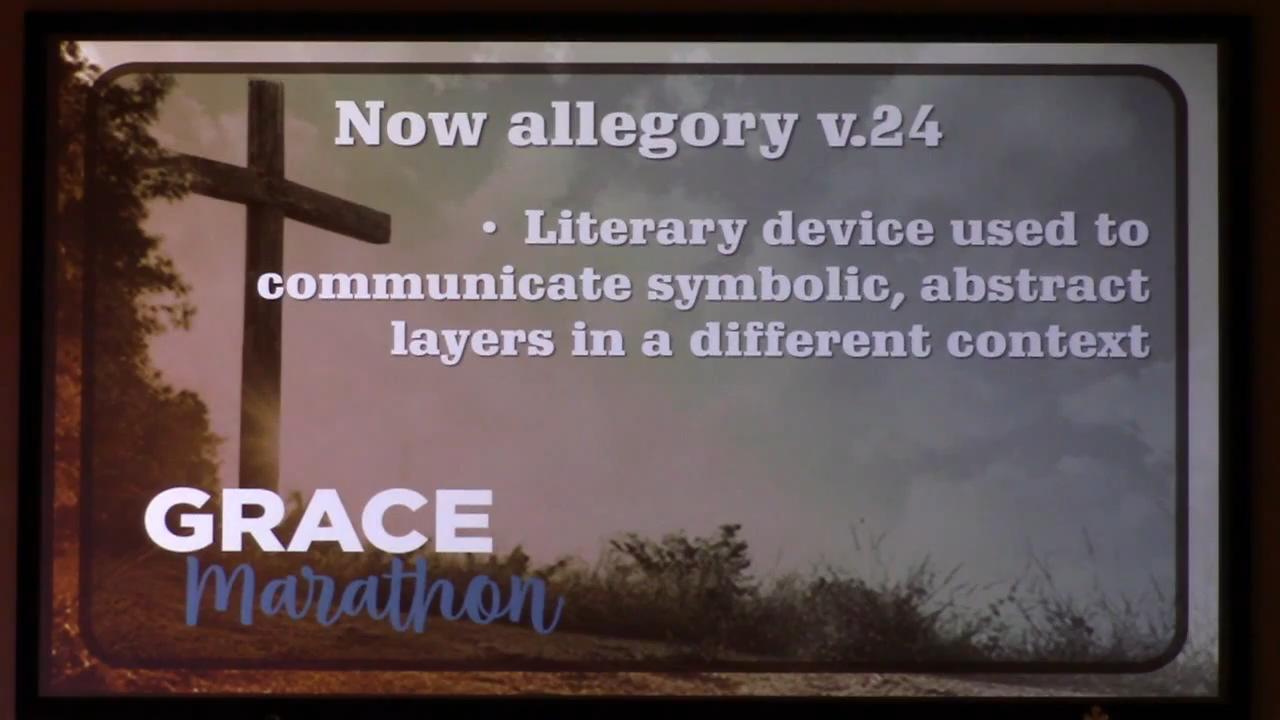 Now allegory v.24
• Literary device used to
communicate symbolic, abstract
layers in a different context
GRACE
Marathon